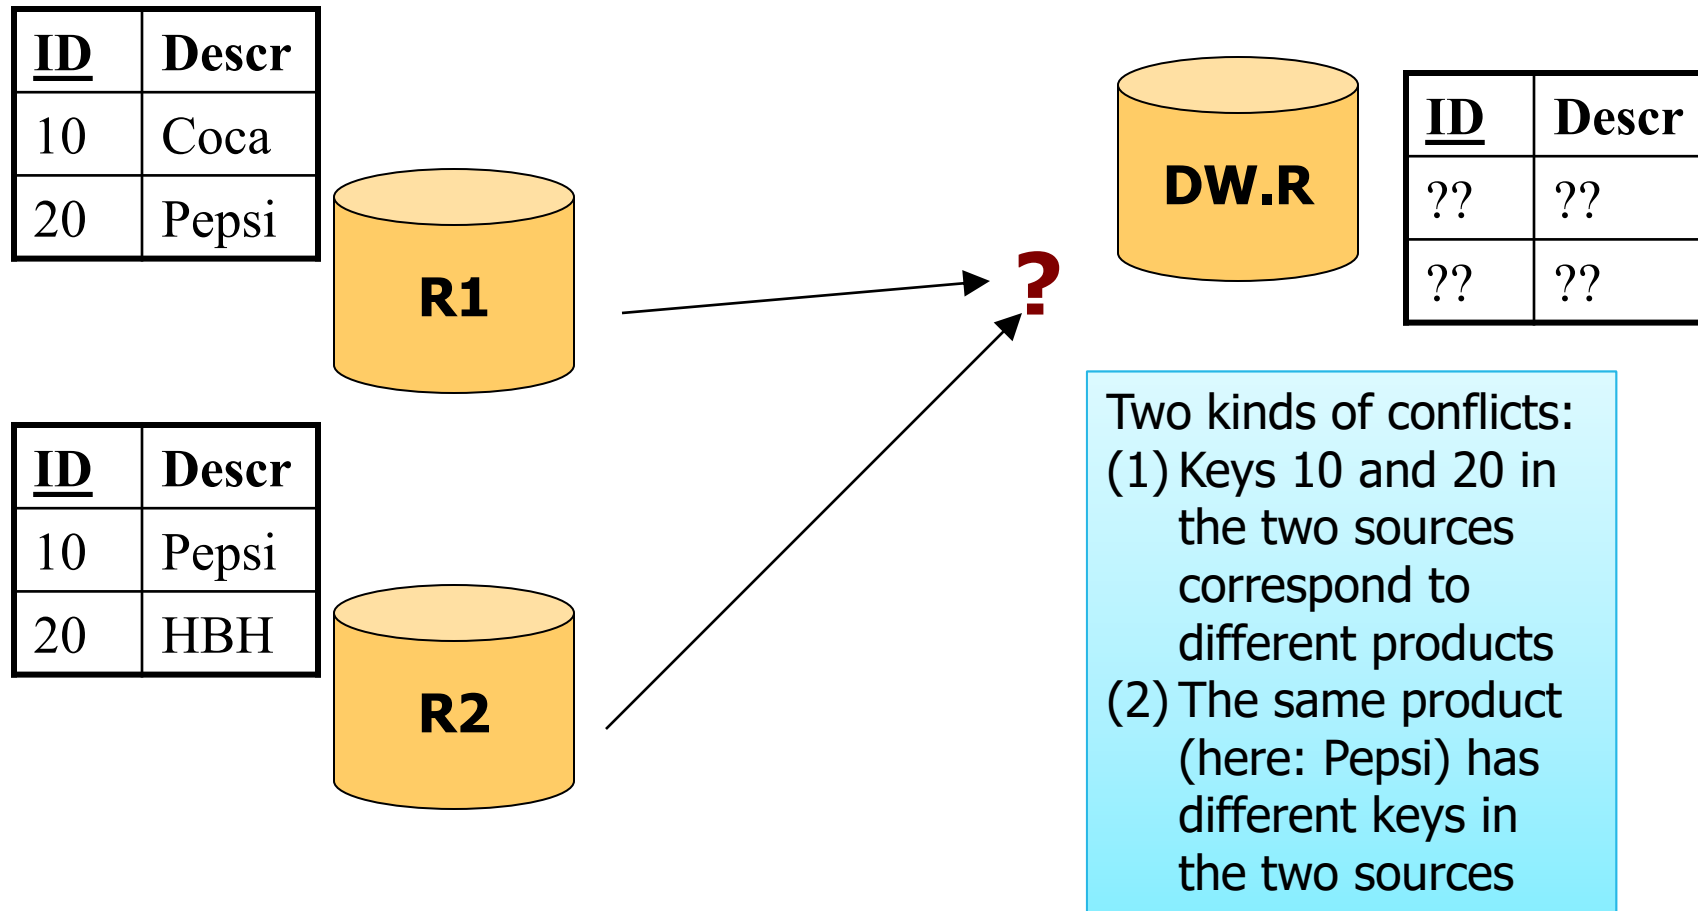 ID Descr
10 Coca
20 Pepsi
R1
ID Descr
10 Pepsi
20 HBH
R2
?
DW.R
ID Descr
?? ??
?? ??
Two kinds of conflicts:
(1) Keys 10 and 20 in
the two sources
correspond to
different products
(2) The same product
(here: Pepsi) has
different keys in
the two sources